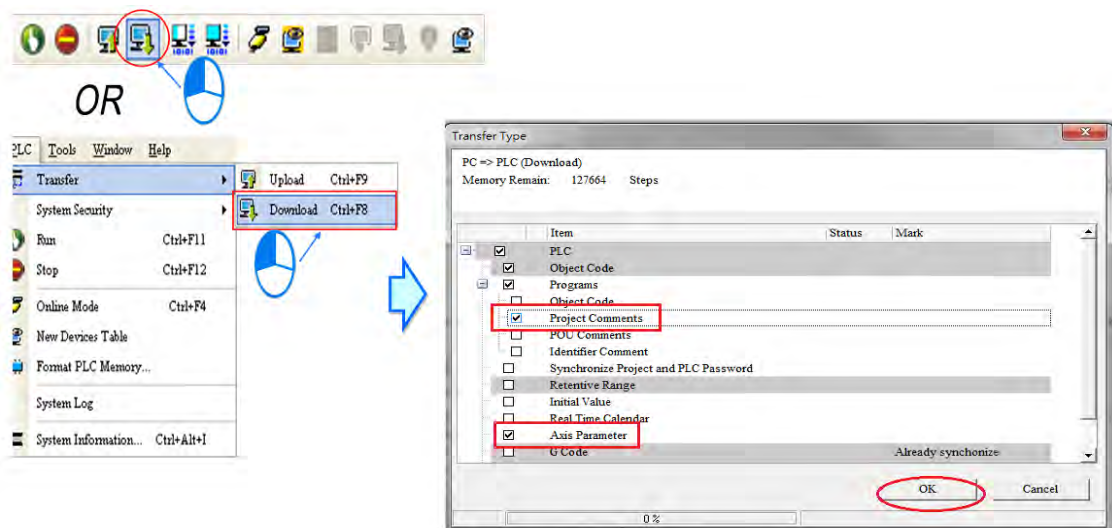 IOIOI IOIOI
OR
PLC Tools Window Help
Transfer
Upload Ctrl+F9
System Security
Download Ctrl+F8
Run Ctrl+F11
Stop Ctrl+F12
Online Mode Ctrl+F4
New Devices Table
Format PLC Memory...
System Log
System Information... Ctrl+Alt+I
Transfer Type
PC => PLC (Download)
Memory Remain: 127664 Steps
Item Status Mark
PLC
Object Code
Programs
Object Code
Project Comments
POU Comments
Identifier Comment
Synchronize Project and PLC Password
Retentive Range
Initial Value
Real Time Calendar
Axis Parameter
G Code Already synchonize
OK Cancel
0 %